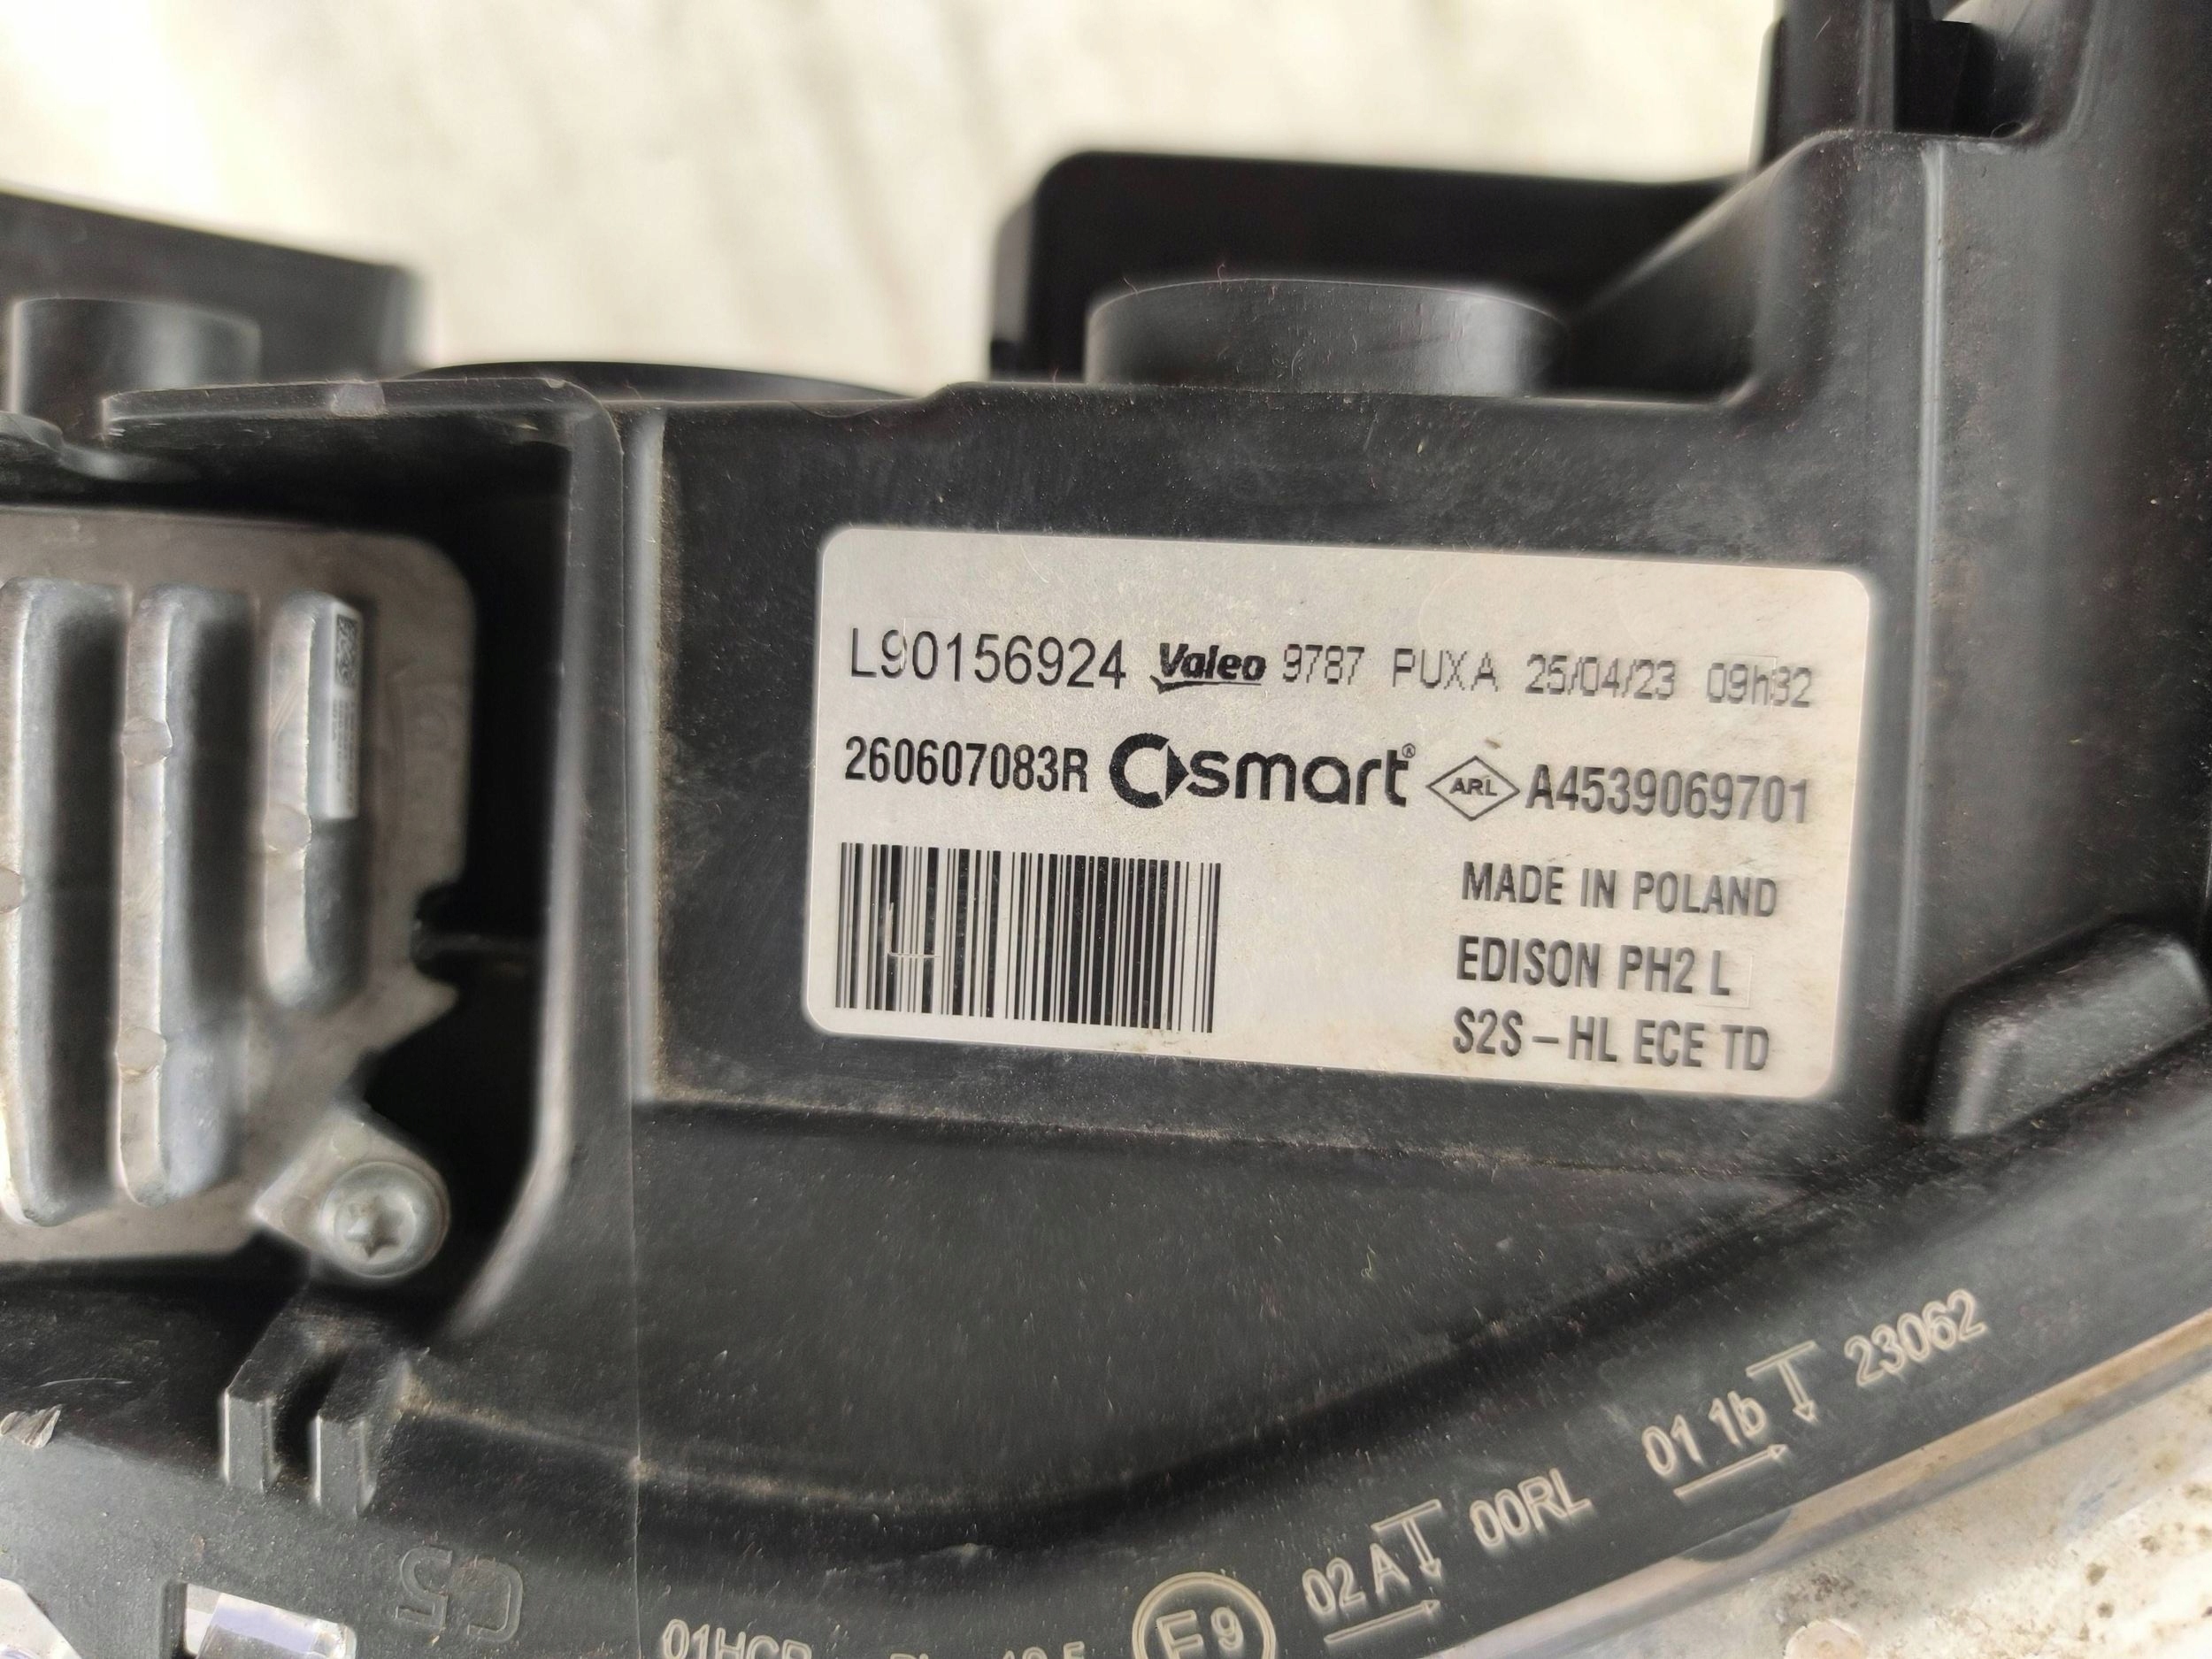 L90156924 Valeo 9787 PUXA 25/04/23 09h32
260607083R smart® ARL A4539069701
MADE IN POLAND
EDISON PH2 L
S2S – HL ECE TD
01 1b 23062
02 A 00RL
E9
01HCR
C5